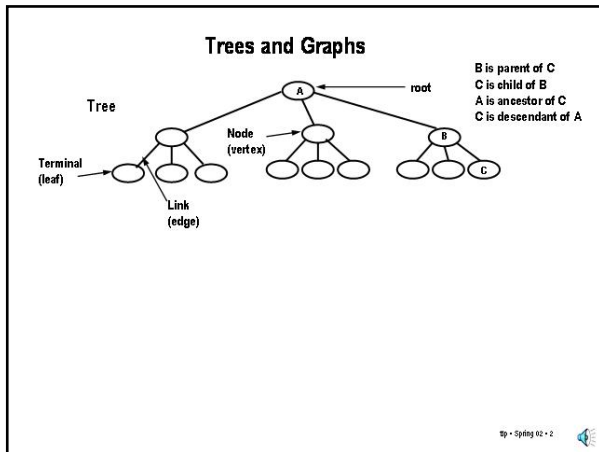 Trees and Graphs
B is parent of C
C is child of B
A is ancestor of C
C is descendant of A
A
root
Tree
Node
(vertex)
B
Terminal
(leaf)
C
Link
(edge)
tlp • Spring 02 • 2